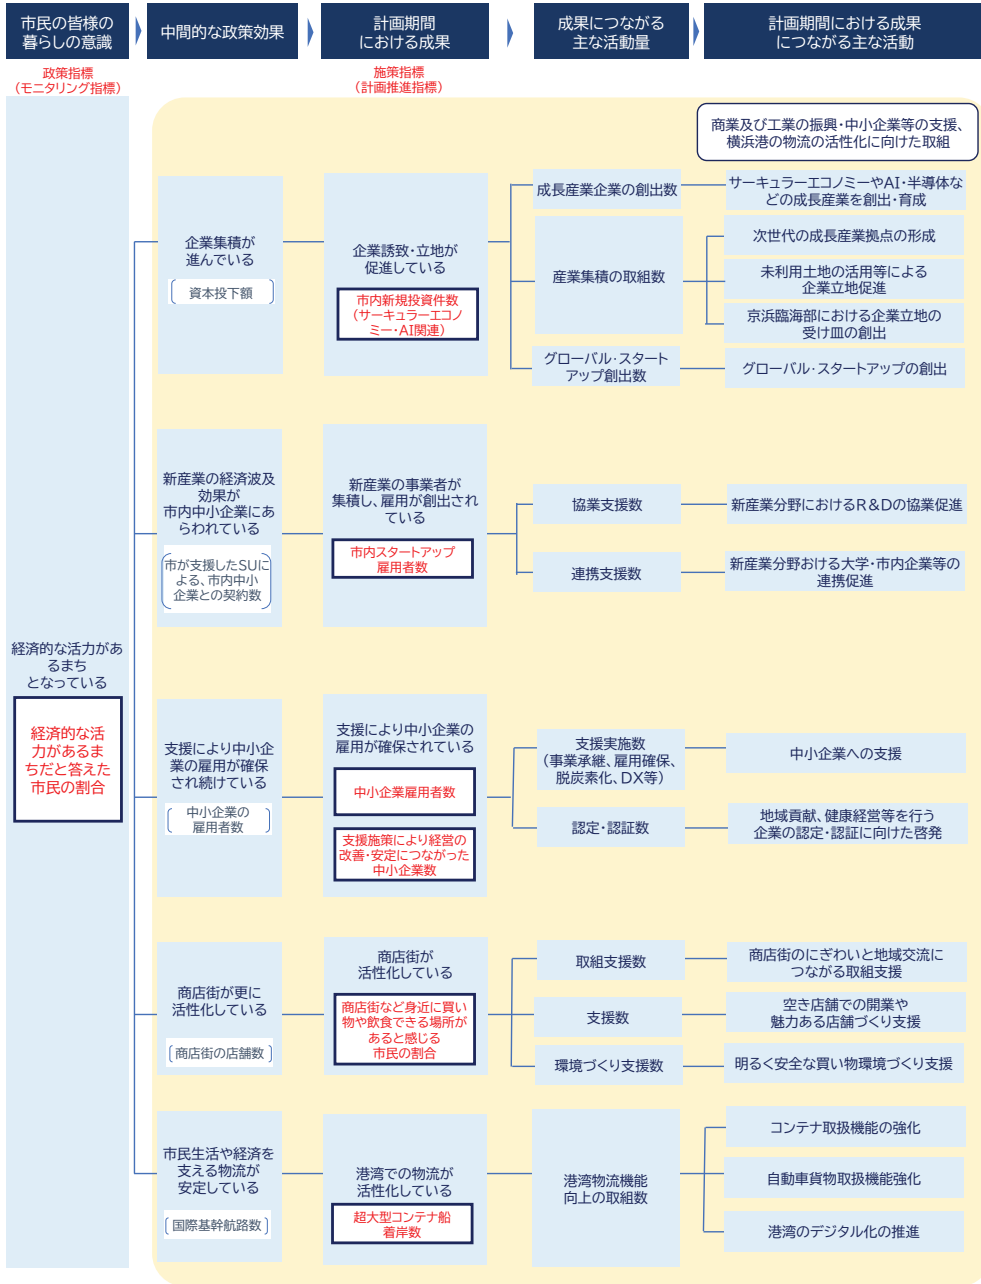 市民の皆様の
暮らしの意識
中間的な政策効果
計画期間
における成果
成果につながる
主な活動量
計画期間における成果
につながる主な活動
政策指標
（モニタリング指標）
施策指標
（計画推進指標）
商業及び工業の振興・中小企業等の支援、
横浜港の物流の活性化に向けた取組
経済的な活力があ
るまち
となっている
経済的な活
力があるま
ちだと答えた
市民の割合
企業集積が
進んでいる
資本投下額
企業誘致・立地が
促進している
市内新規投資件数
（サーキュラーエコノ
ミー・AI関連）
成長産業企業の創出数
サーキュラーエコノミーやAI・半導体な
どの成長産業を創出・育成
産業集積の取組数
次世代の成長産業拠点の形成
未利用土地の活用等による
企業立地促進
京浜臨海部における企業立地の
受け皿の創出
グローバル・スタート
アップ創出数
グローバル・スタートアップの創出
新産業の経済波及
効果が
市内中小企業にあ
らわれている
市が支援したSUに
よる、市内中小
企業との契約数
新産業の事業者が
集積し、雇用が創出され
ている
市内スタートアップ
雇用者数
協業支援数
新産業分野におけるR＆Dの協業促進
連携支援数
新産業分野おける大学・市内企業等の
連携促進
支援により中小企
業の雇用が確保
され続けている
中小企業の
雇用者数
支援により中小企業の
雇用が確保されている
中小企業雇用者数
支援施策により経営の
改善・安定につながった
中小企業数
支援実施数
（事業承継、雇用確保、
脱炭素化、DX等）
中小企業への支援
認定・認証数
地域貢献、健康経営等を行う
企業の認定・認証に向けた啓発
商店街が更に
活性化している
商店街の店舗数
商店街が
活性化している
商店街など身近に買い
物や飲食できる場所が
あると感じる
市民の割合
取組支援数
商店街のにぎわいと地域交流に
つながる取組支援
支援数
空き店舗での開業や
魅力ある店舗づくり支援
環境づくり支援数
明るく安全な買い物環境づくり支援
市民生活や経済を
支える物流が
安定している
国際基幹航路数
港湾での物流が
活性化している
超大型コンテナ船
着岸数
港湾物流機能
向上の取組数
コンテナ取扱機能の強化
自動車貨物取扱機能強化
港湾のデジタル化の推進